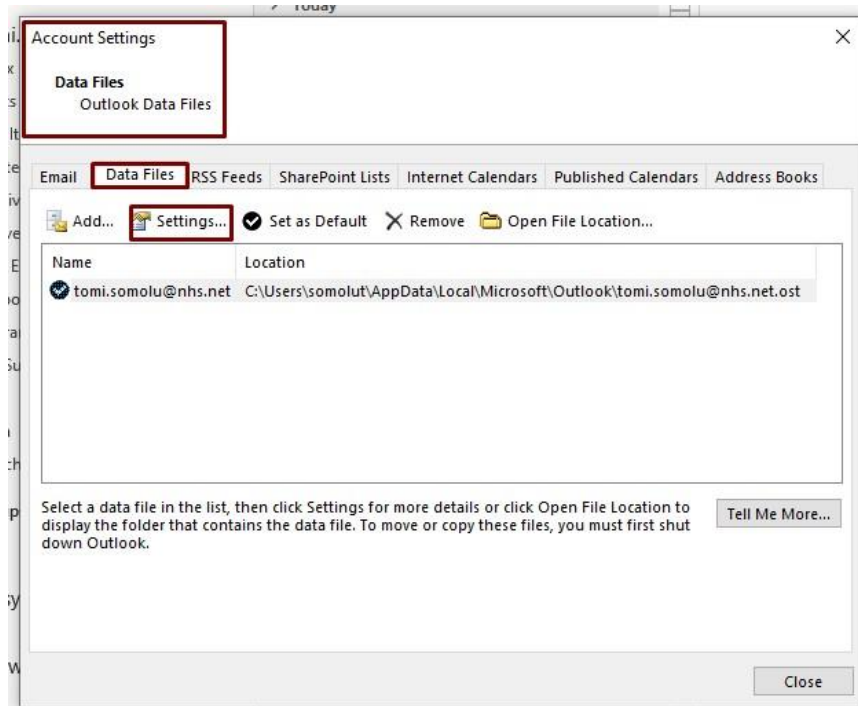 Today
Account Settings
Data Files
Outlook Data Files
Email Data Files RSS Feeds SharePoint Lists Internet Calendars Published Calendars Address Books
Add... Settings... Set as Default Remove Open File Location...
Name Location
tomi.somolu@nhs.net C:\Users\somolut\AppData\Local\Microsoft\Outlook\tomi.somolu@nhs.net.ost
Select a data file in the list, then click Settings for more details or click Open File Location to
display the folder that contains the data file. To move or copy these files, you must first shut
down Outlook.
Tell Me More...
Close